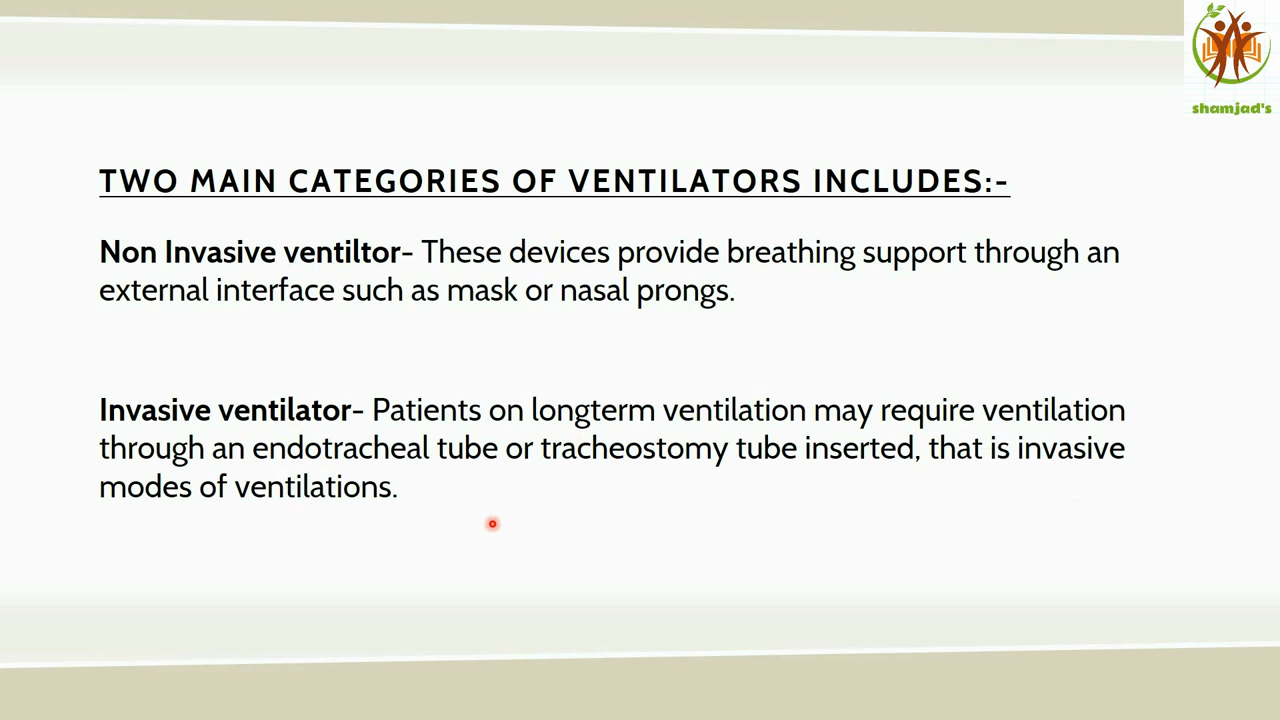 shamjad's
TWO MAIN CATEGORIES OF VENTILATORS INCLUDES:-
Non Invasive ventiltor- These devices provide breathing support through an
external interface such as mask or nasal prongs.
Invasive ventilator- Patients on longterm ventilation may require ventilation
through an endotracheal tube or tracheostomy tube inserted, that is invasive
modes of ventilations.